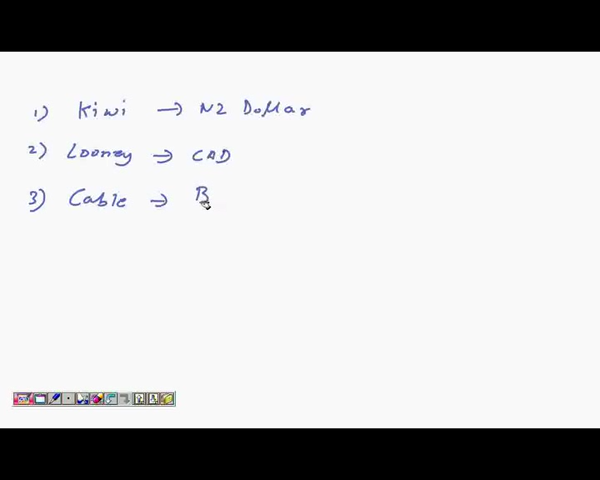 1) Kiwi → NZ Dollar
2) Looney → CAD
3) Cable → B